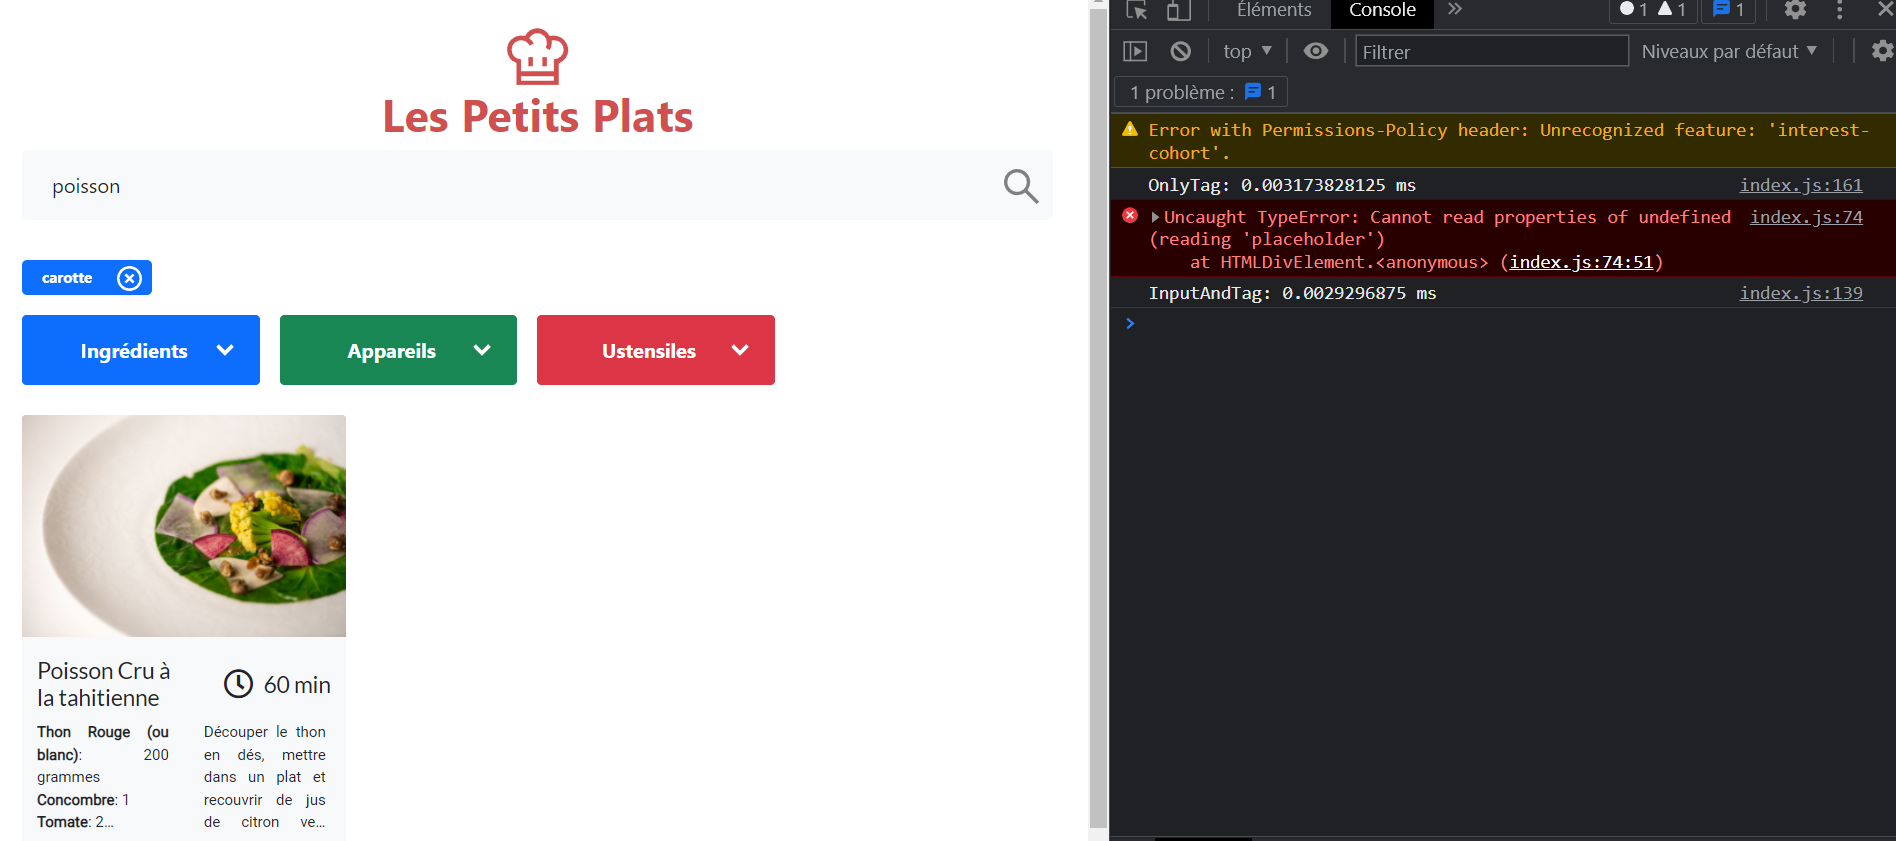 Les Petits Plats
poisson
carotte
Ingrédients
Appareils
Ustensiles
Poisson Cru à
la tahitienne
60 min
Thon Rouge (ou
blanc): 200
grammes
Concombre: 1
Tomate: 2...
Découper le thon
en dés, mettre
dans un plat et
recouvrir de jus
de citron ve...
Éléments Console 1 1 1
top Filtrer Niveaux par défaut
1 problème : 1
Error with Permissions-Policy header: Unrecognized feature: 'interest-
cohort'.
OnlyTag: 0.003173828125 ms index.js:161
Uncaught TypeError: Cannot read properties of undefined index.js:74
(reading 'placeholder')
at HTMLDivElement.<anonymous> (index.js:74:51)
InputAndTag: 0.0029296875 ms index.js:139